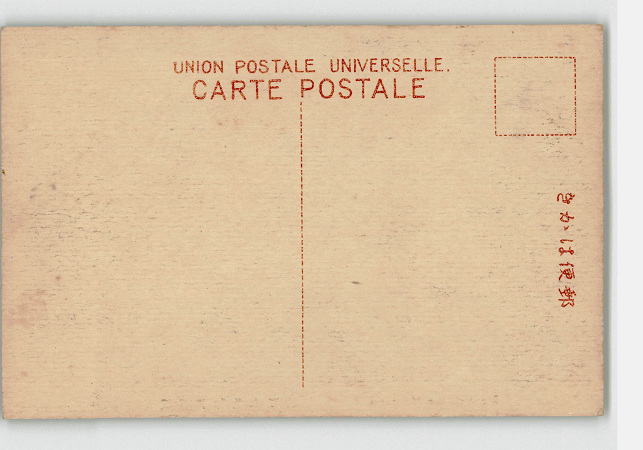 UNION POSTALE UNIVERSELLE.
CARTE POSTALE
郵便はがき